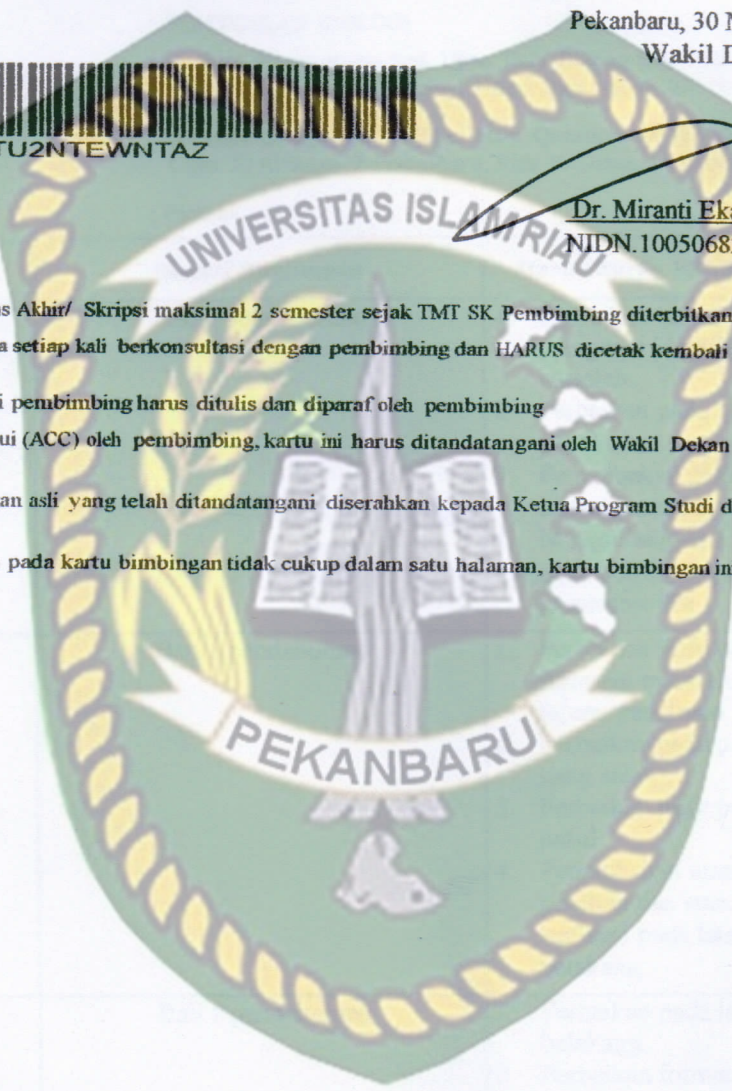 Pekanbaru, 30
Wakil
TU2NTEWNTAZ
UNIVERSITAS ISLAM RIAU
Dr. Miranti Eka
NIDN.1005068
s Akhir/ Skripsi maksimal 2 semester sejak TMT SK Pembimbing diterbitkan
a setiap kali berkonsultasi dengan pembimbing dan HARUS dicetak kembali
i pembimbing harus ditulis dan diparaf oleh pembimbing
ui (ACC) oleh pembimbing, kartu ini harus ditandatangani oleh Wakil Dekan
an asli yang telah ditandatangani diserahkan kepada Ketua Program Studi d
pada kartu bimbingan tidak cukup dalam satu halaman, kartu bimbingan in
PEKANBARU